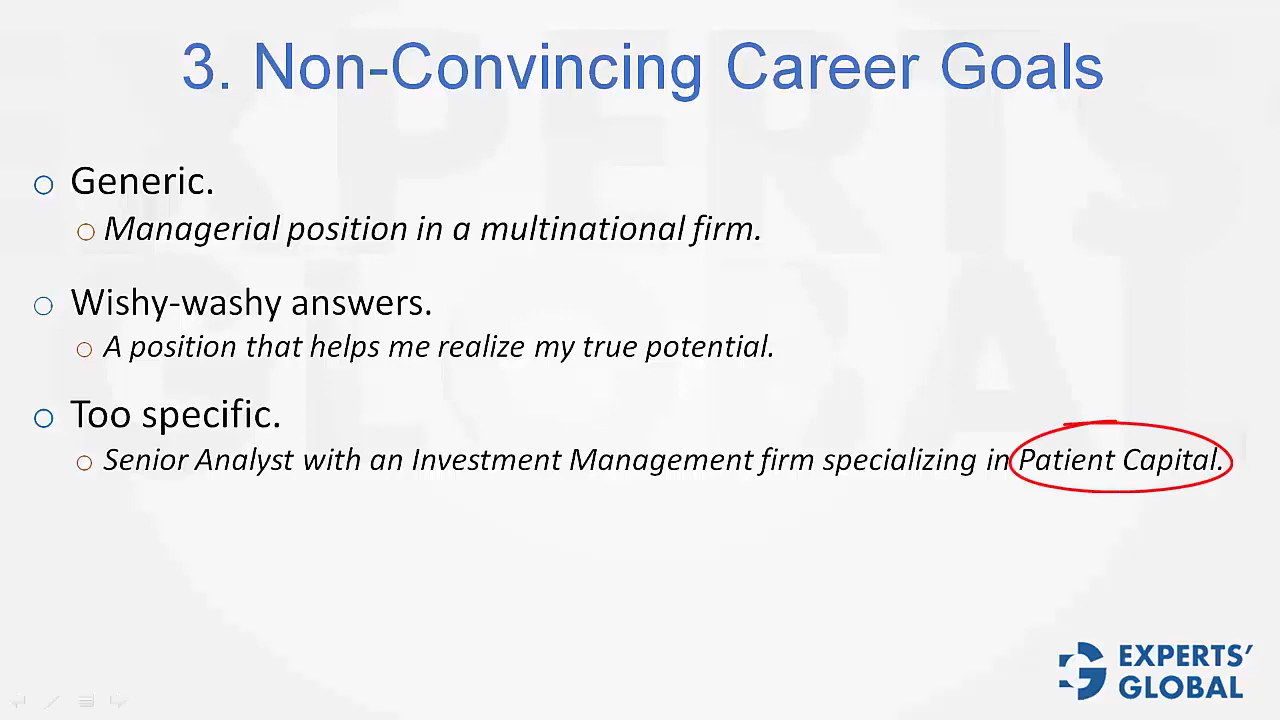 3. Non-Convincing Career Goals
Generic.
Managerial position in a multinational firm.
Wishy-washy answers.
A position that helps me realize my true potential.
Too specific.
Senior Analyst with an Investment Management firm specializing in Patient Capital.
EXPERTS'
GLOBAL